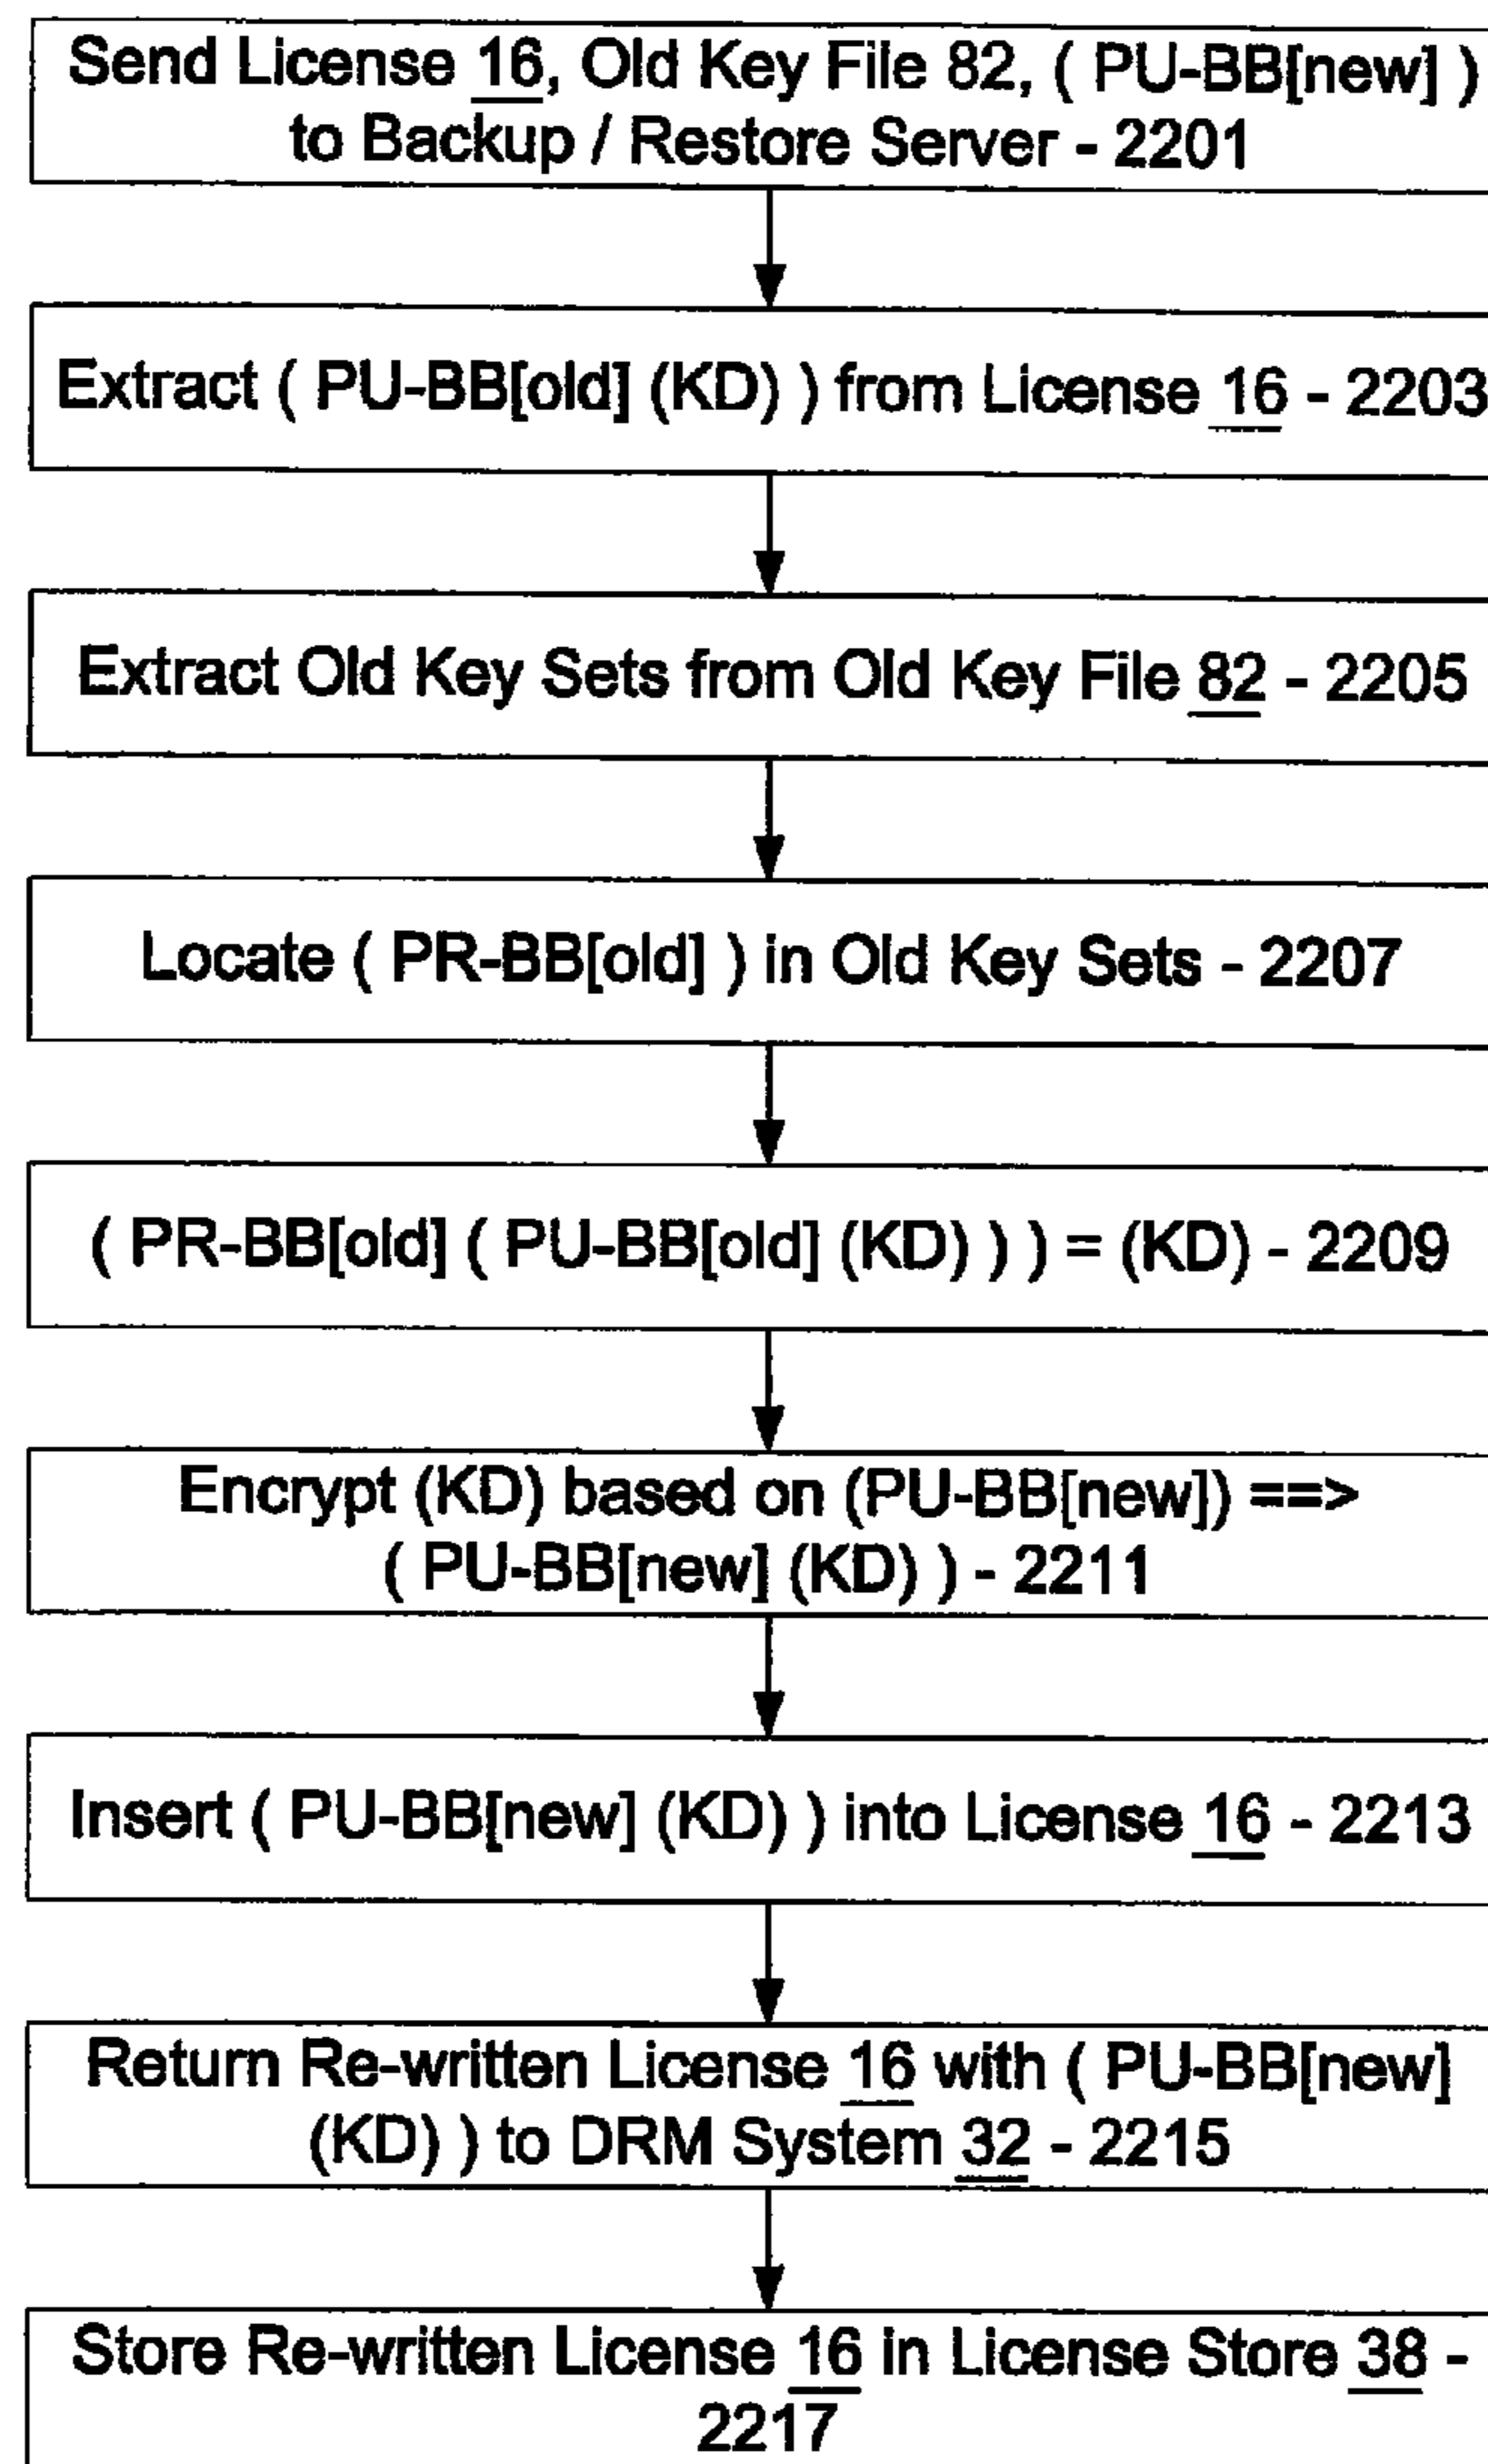 Send License 16, Old Key File 82, ( PU-BB[new] )
to Backup / Restore Server - 2201
Extract ( PU-BB[old] (KD) ) from License 16 - 2203
Extract Old Key Sets from Old Key File 82 - 2205
Locate ( PR-BB[old] ) in Old Key Sets - 2207
( PR-BB[old] ( PU-BB[old] (KD) ) ) = (KD) - 2209
Encrypt (KD) based on (PU-BB[new]) ==>
( PU-BB[new] (KD) ) - 2211
Insert ( PU-BB[new] (KD) ) into License 16 - 2213
Return Re-written License 16 with ( PU-BB[new]
(KD) ) to DRM System 32 - 2215
Store Re-written License 16 in License Store 38 -
2217